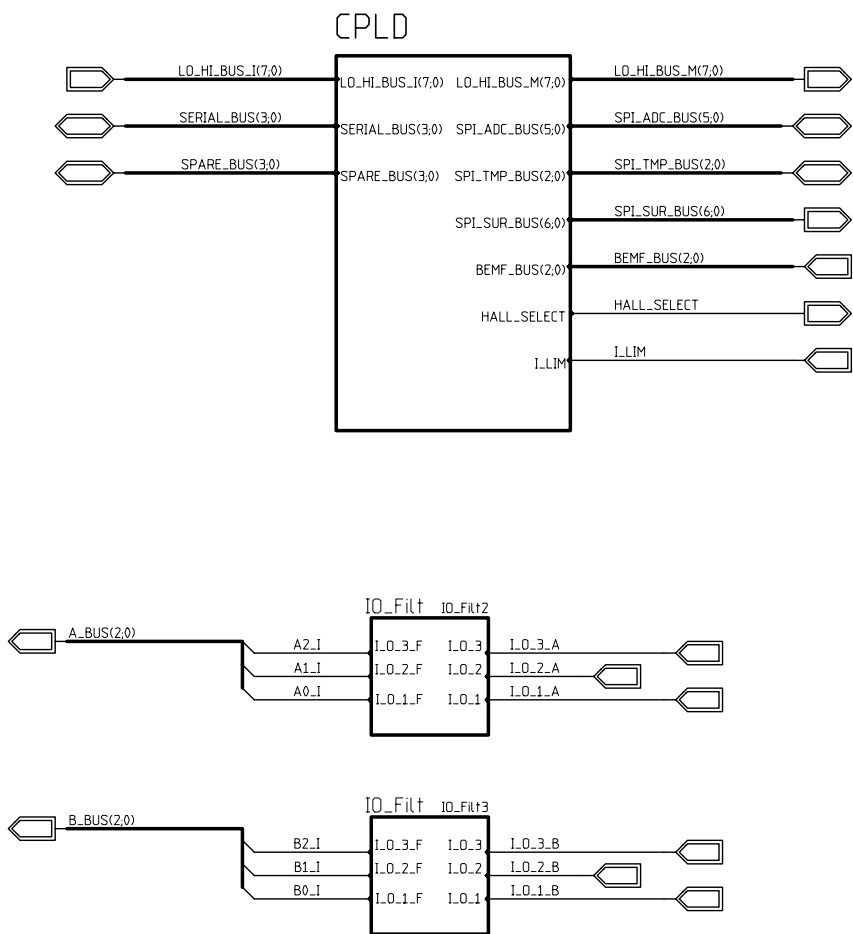 CPLD
LO_HI_BUS_I(7;0) LO_HI_BUS_I(7;0) LO_HI_BUS_M(7;0) LO_HI_BUS_M(7;0)
SERIAL_BUS(3;0) SERIAL_BUS(3;0) SPI_ADC_BUS(5;0) SPI_ADC_BUS(5;0)
SPARE_BUS(3;0) SPARE_BUS(3;0) SPI_TMP_BUS(2;0) SPI_TMP_BUS(2;0)
SPI_SUR_BUS(6;0) SPI_SUR_BUS(6;0)
BEMF_BUS(2;0) BEMF_BUS(2;0)
HALL_SELECT HALL_SELECT
I_LIM I_LIM
IO_Filt IO_Filt2
A_BUS(2;0)
A2_I I_O_3_F I_O_3 I_O_3_A
A1_I I_O_2_F I_O_2 I_O_2_A
A0_I I_O_1_F I_O_1 I_O_1_A
IO_Filt IO_Filt3
B_BUS(2;0)
B2_I I_O_3_F I_O_3 I_O_3_B
B1_I I_O_2_F I_O_2 I_O_2_B
B0_I I_O_1_F I_O_1 I_O_1_B